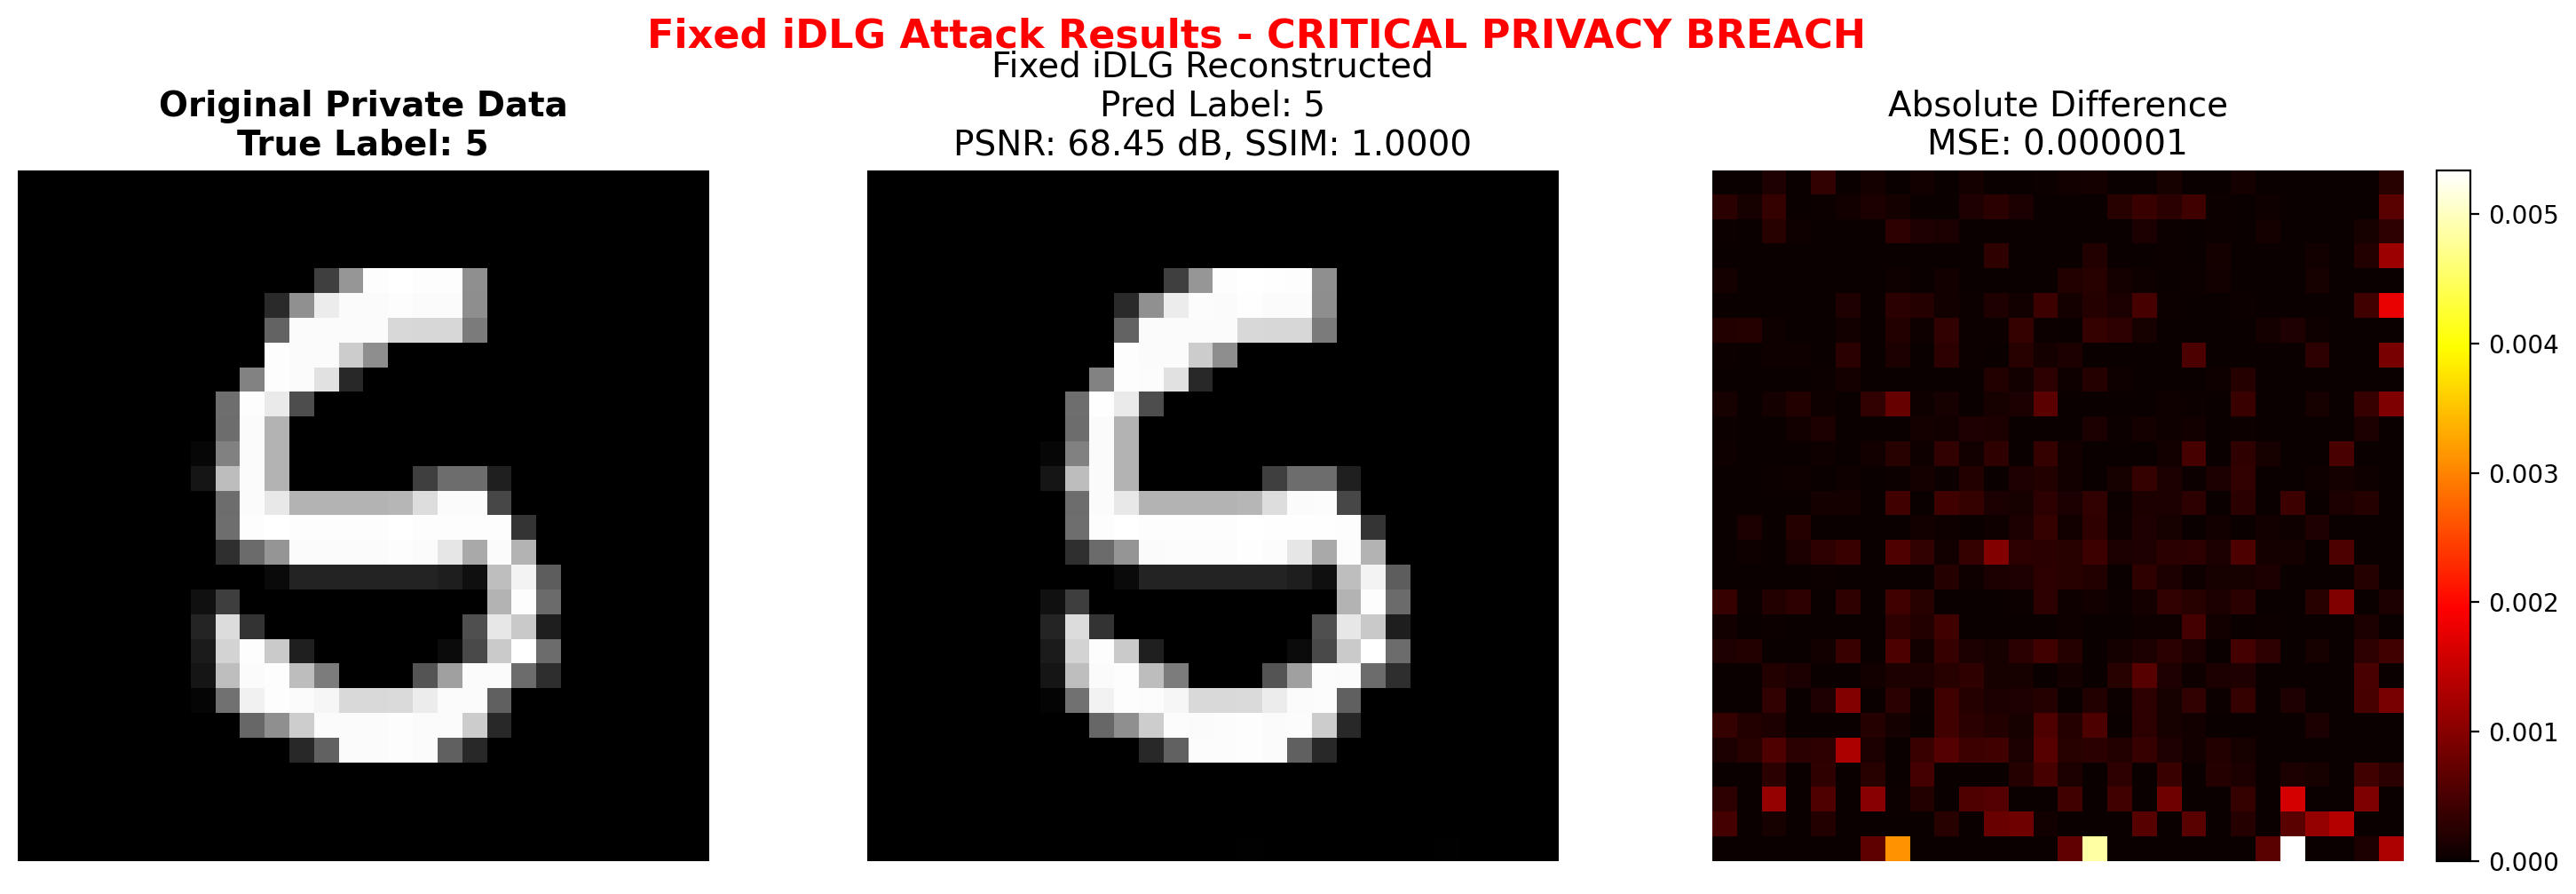 Fixed iDLG Attack Results - CRITICAL PRIVACY BREACH
Original Private Data
True Label: 5
Fixed iDLG Reconstructed
Pred Label: 5
PSNR: 68.45 dB, SSIM: 1.0000
Absolute Difference
MSE: 0.000001
0.005
0.004
0.003
0.002
0.001
0.000